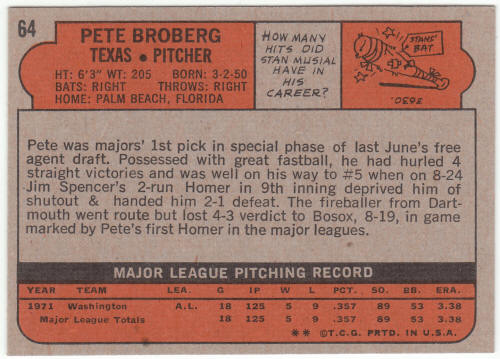 64
PETE BROBERG
TEXAS • PITCHER
HT: 6'3" WT: 205 BORN: 3-2-50
BATS: RIGHT THROWS: RIGHT
HOME: PALM BEACH, FLORIDA
HOW MANY
HITS DID
STAN MUSIAL
HAVE IN
HIS
CAREER?
STANS'
BAT
3630.
Pete was majors' 1st pick in special phase of last June's free
agent draft. Possessed with great fastball, he had hurled 4
straight victories and was well on his way to #5 when on 8-24
Jim Spencer's 2-run Homer in 9th inning deprived him of
shutout & handed him 2-1 defeat. The fireballer from Dart-
mouth went route but lost 4-3 verdict to Bosox, 8-19, in game
marked by Pete's first Homer in the major leagues.
MAJOR LEAGUE PITCHING RECORD
YEAR TEAM LEA. G IP W L PCT. SO. BB. ERA.
1971 Washington A.L. 18 125 5 9 .357 89 53 3.38
Major League Totals 18 125 5 9 .357 89 53 3.38
** ©T.C.G. PRTD. IN U.S.A.